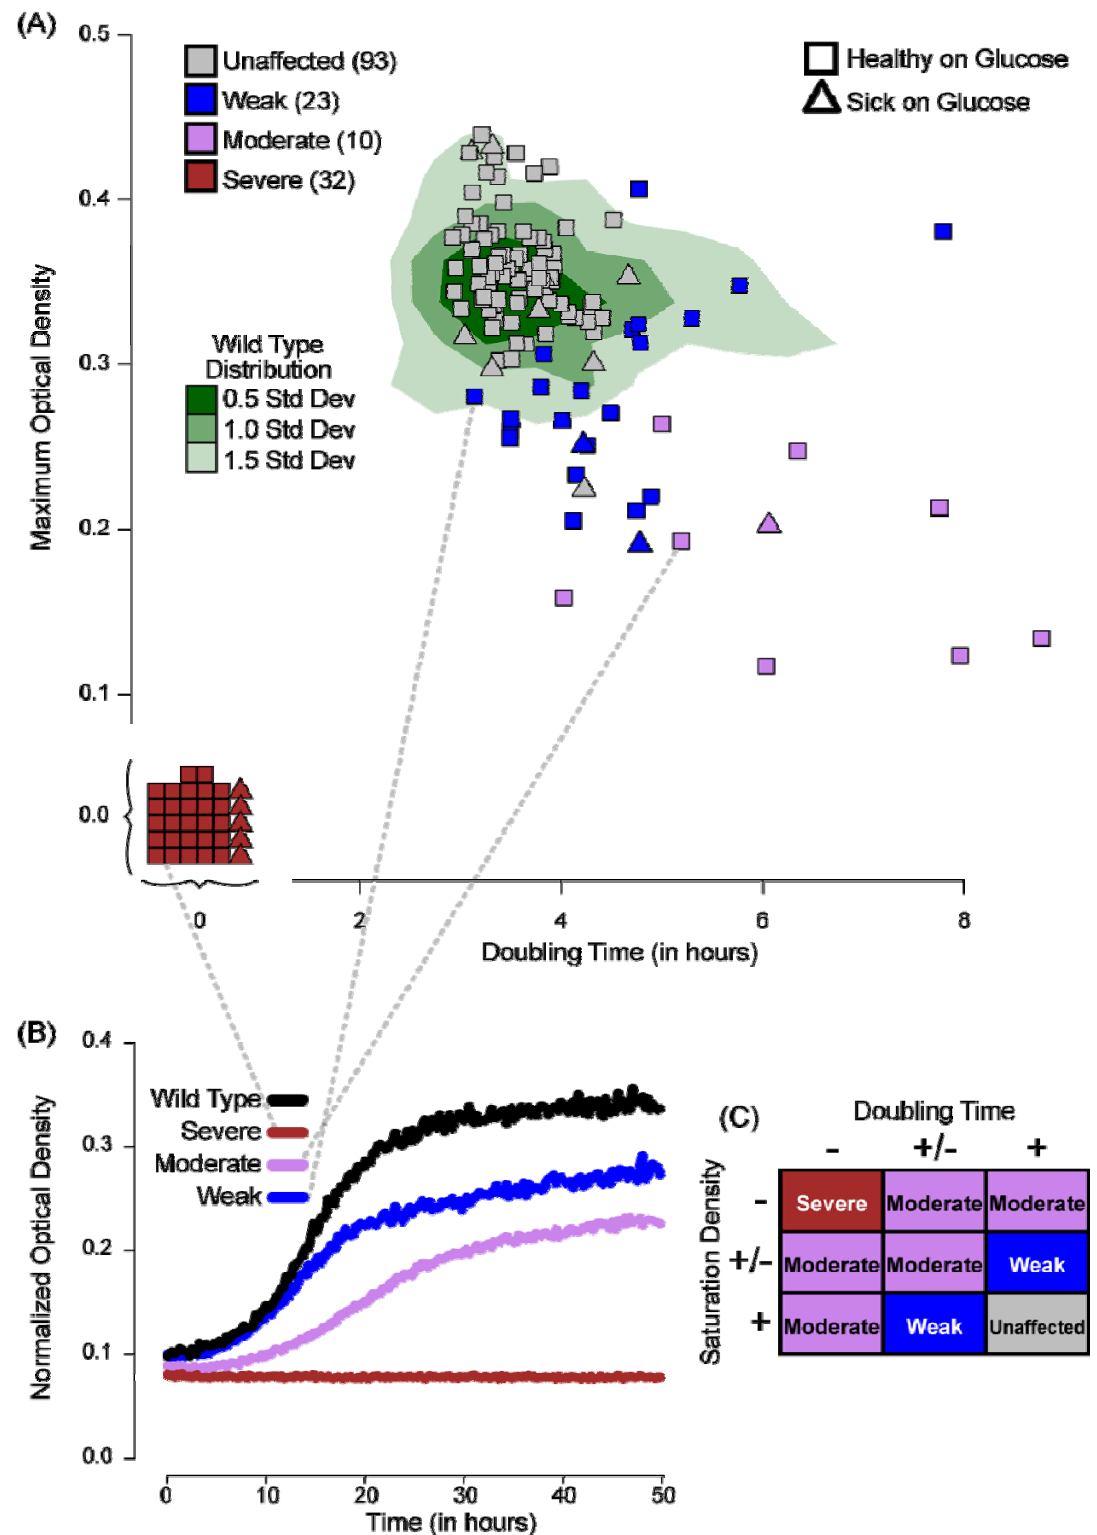 (A)
0.5
0.4
0.3
0.2
0.1
0.0
Maximum Optical Density
Unaffected (93)
Weak (23)
Moderate (10)
Severe (32)
Healthy on Glucose
Sick on Glucose
Wild Type
Distribution
0.5 Std Dev
1.0 Std Dev
1.5 Std Dev
0 2 4 6 8
Doubling Time (in hours)
(B)
0.4
0.3
0.2
0.1
0.0
Normalized Optical Density
Wild Type
Severe
Moderate
Weak
0 10 20 30 40 50
Time (in hours)
(C)
Doubling Time
- +/- +
Saturation Density
- Severe Moderate Moderate
+/- Moderate Moderate Weak
+ Moderate Weak Unaffected